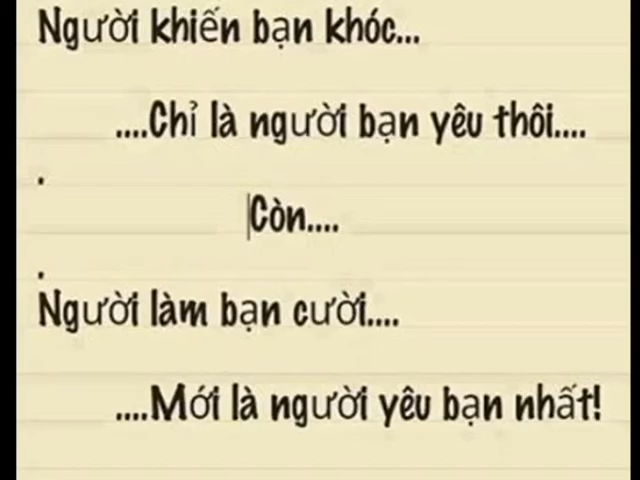 Người khiến bạn khóc...
....Chỉ là người bạn yêu thôi....
.
Còn....
.
Người làm bạn cười....
....Mới là người yêu bạn nhất!